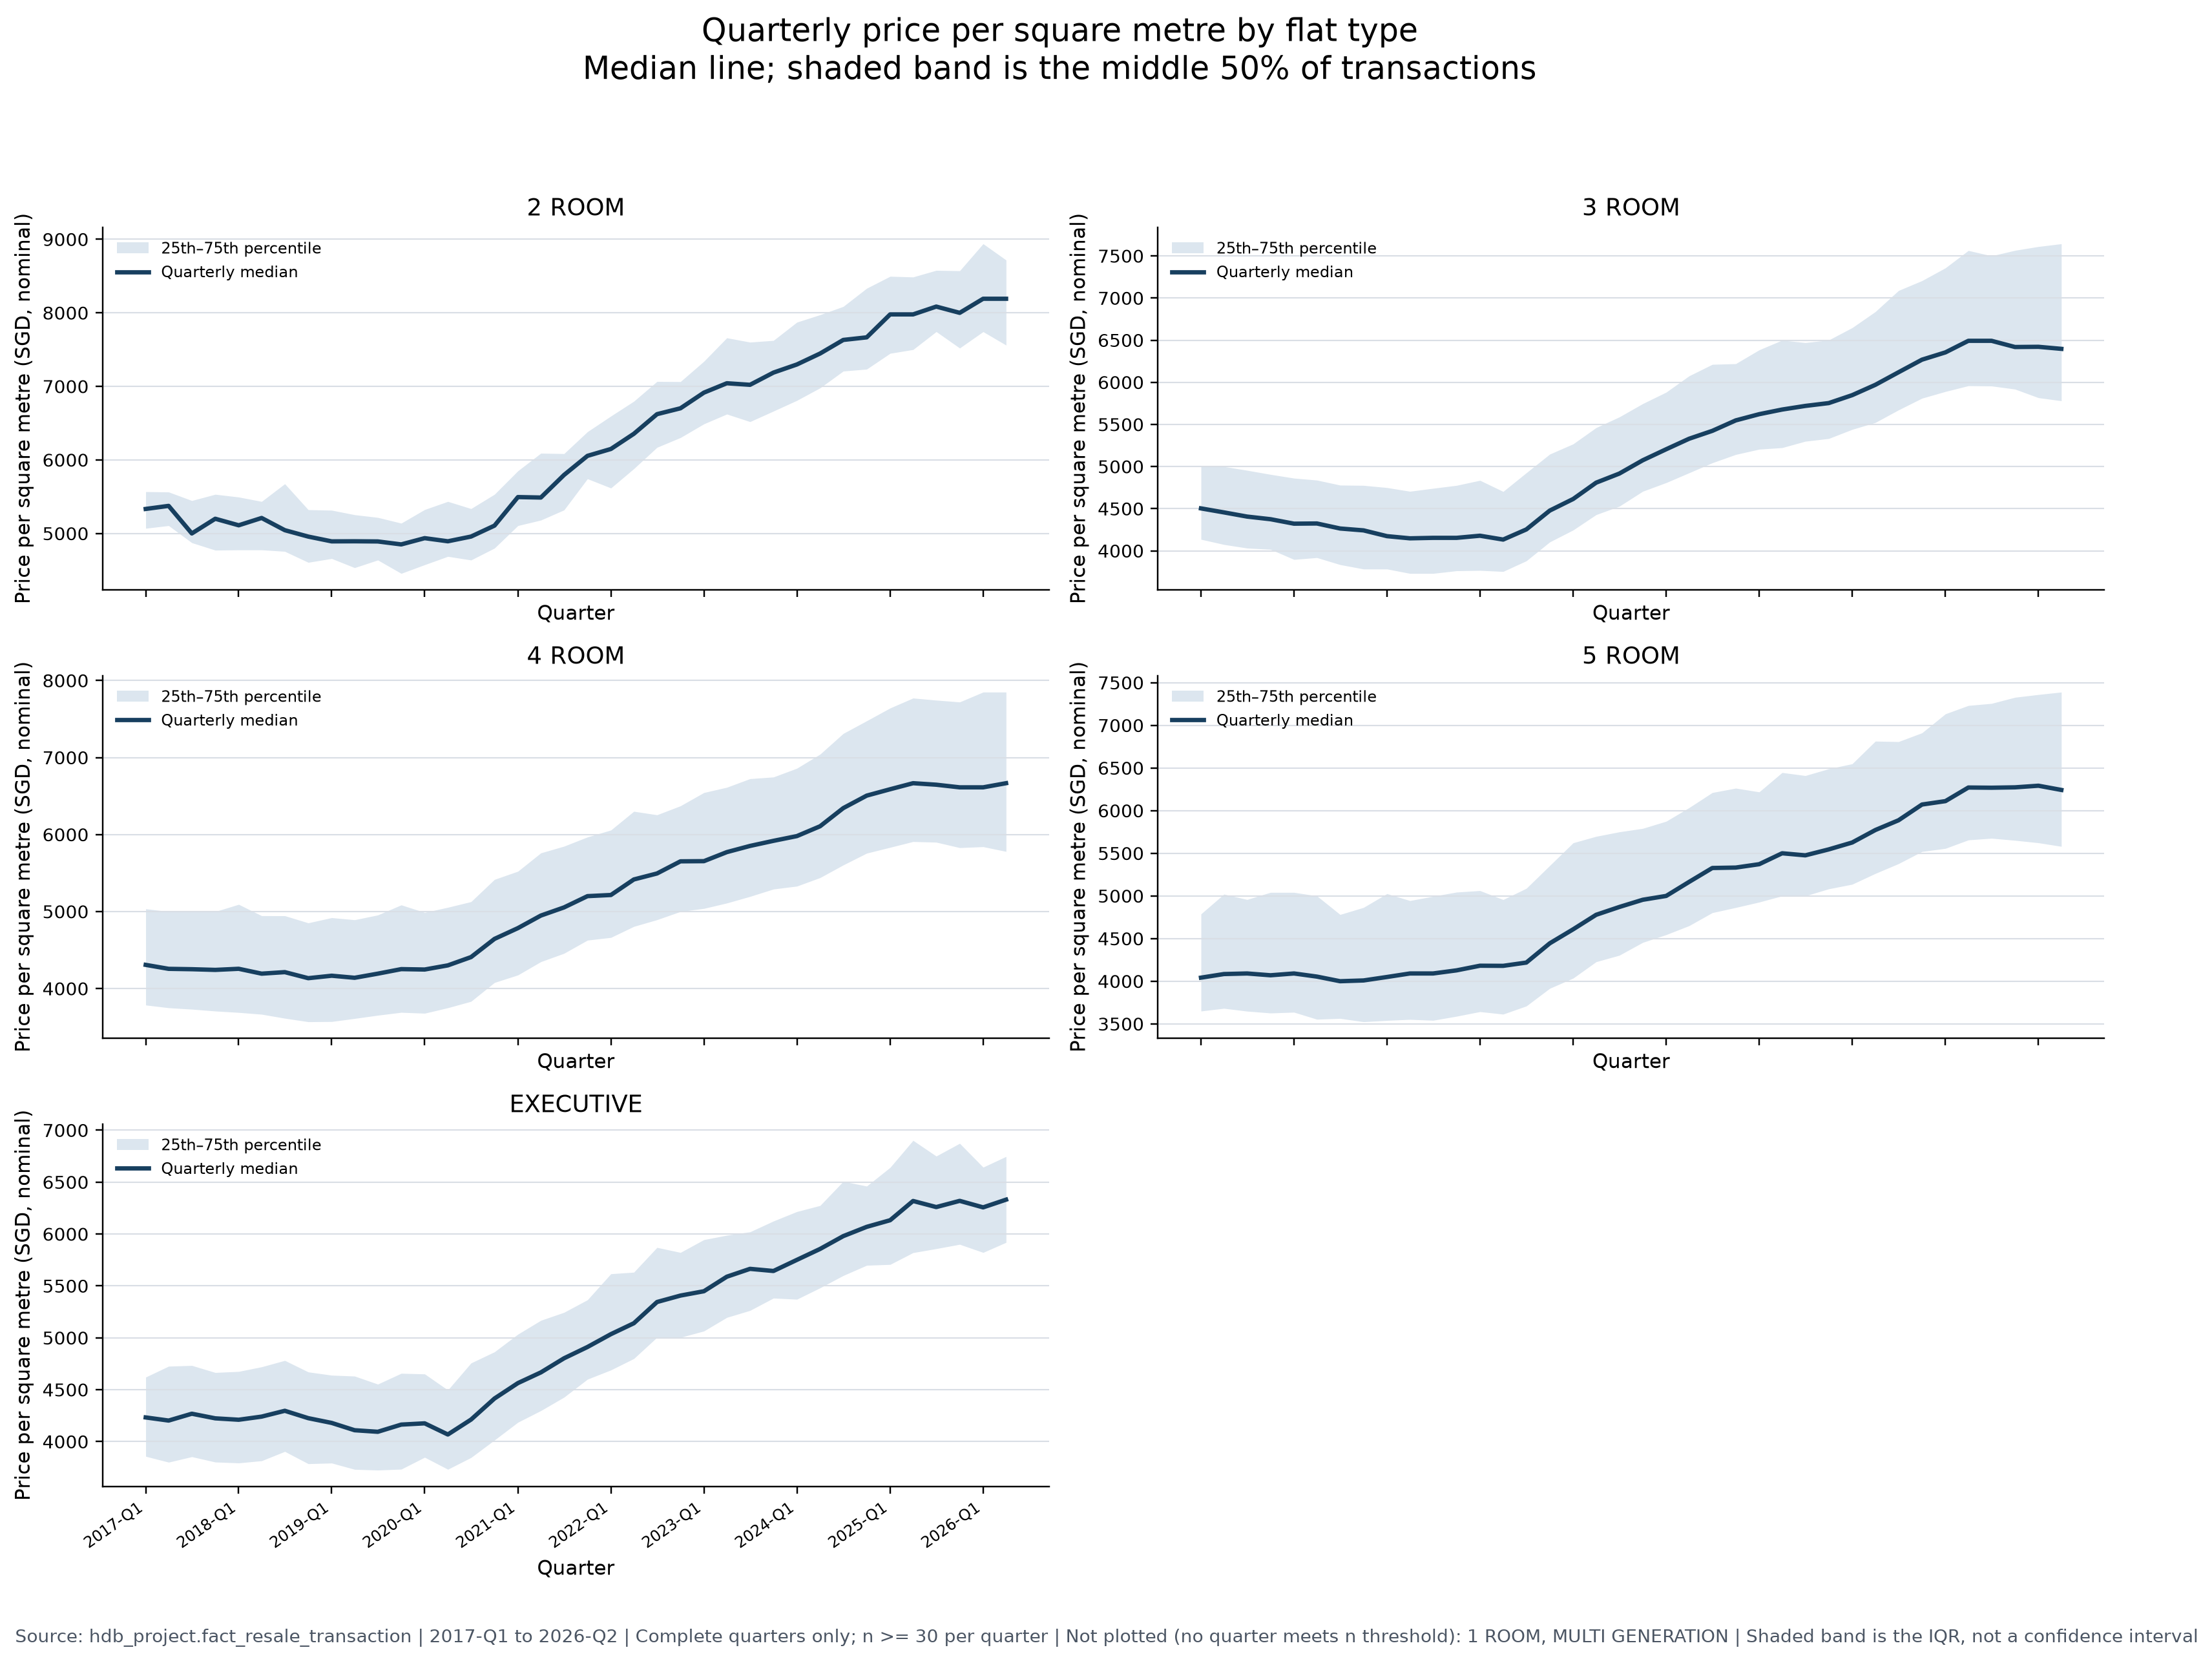 Quarterly price per square metre by flat type
Median line; shaded band is the middle 50% of transactions
2 ROOM
Price per square metre (SGD, nominal)
9000
8000
7000
6000
5000
25th–75th percentile
Quarterly median
Quarter
3 ROOM
Price per square metre (SGD, nominal)
7500
7000
6500
6000
5500
5000
4500
4000
25th–75th percentile
Quarterly median
Quarter
4 ROOM
Price per square metre (SGD, nominal)
8000
7000
6000
5000
4000
25th–75th percentile
Quarterly median
Quarter
5 ROOM
Price per square metre (SGD, nominal)
7500
7000
6500
6000
5500
5000
4500
4000
3500
25th–75th percentile
Quarterly median
Quarter
EXECUTIVE
Price per square metre (SGD, nominal)
7000
6500
6000
5500
5000
4500
4000
25th–75th percentile
Quarterly median
2017-Q1
2018-Q1
2019-Q1
2020-Q1
2021-Q1
2022-Q1
2023-Q1
2024-Q1
2025-Q1
2026-Q1
Quarter
Source: hdb_project.fact_resale_transaction | 2017-Q1 to 2026-Q2 | Complete quarters only; n >= 30 per quarter | Not plotted (no quarter meets n threshold): 1 ROOM, MULTI GENERATION | Shaded band is the IQR, not a confidence interval